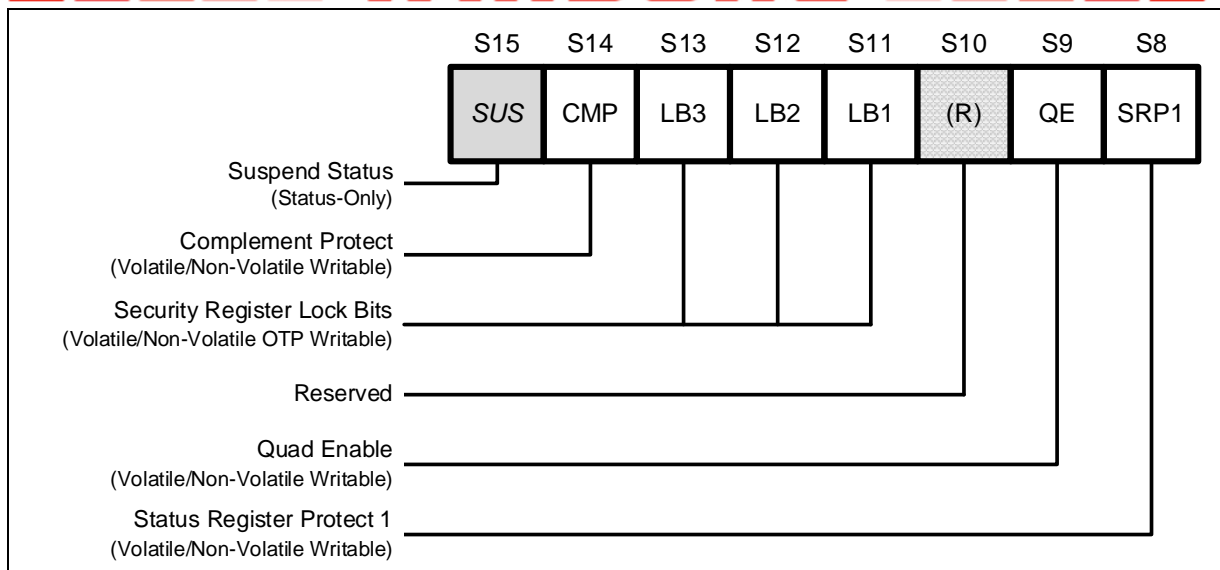 S15 S14 S13 S12 S11 S10 S9 S8
SUS CMP LB3 LB2 LB1 (R) QE SRP1
Suspend Status
(Status-Only)
Complement Protect
(Volatile/Non-Volatile Writable)
Security Register Lock Bits
(Volatile/Non-Volatile OTP Writable)
Reserved
Quad Enable
(Volatile/Non-Volatile Writable)
Status Register Protect 1
(Volatile/Non-Volatile Writable)